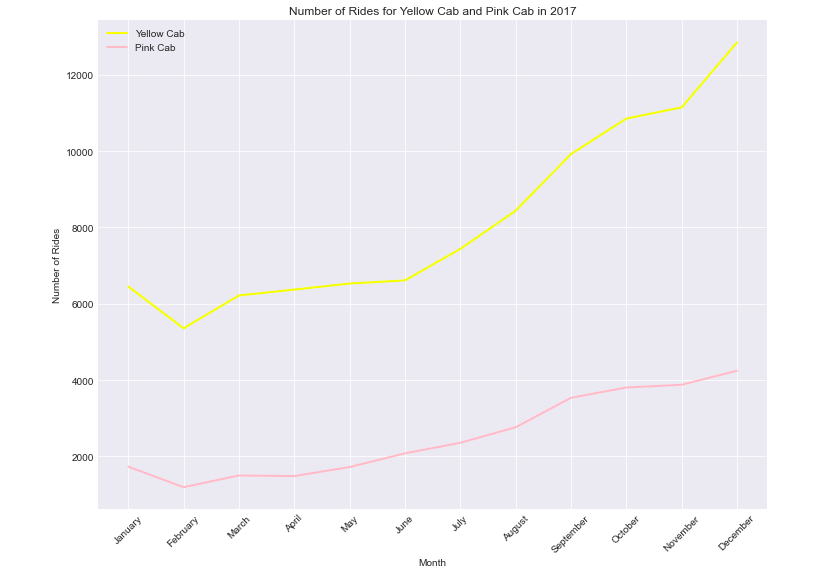 Number of Rides for Yellow Cab and Pink Cab in 2017
Yellow Cab
Pink Cab
Number of Rides
12000
10000
8000
6000
4000
2000
January
February
March
April
May
June
July
August
September
October
November
December
Month